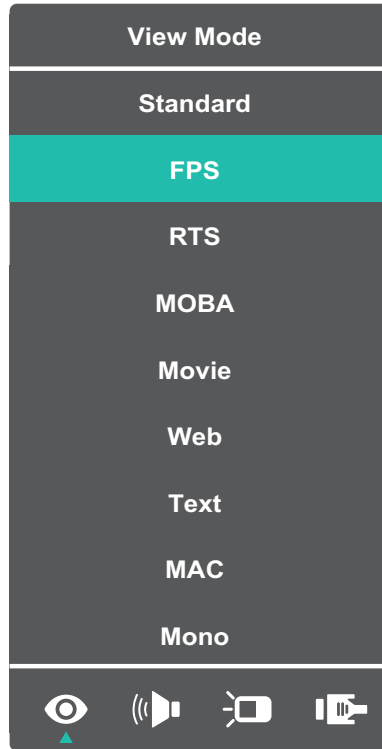 View Mode
Standard
FPS
RTS
MOBA
Movie
Web
Text
MAC
Mono